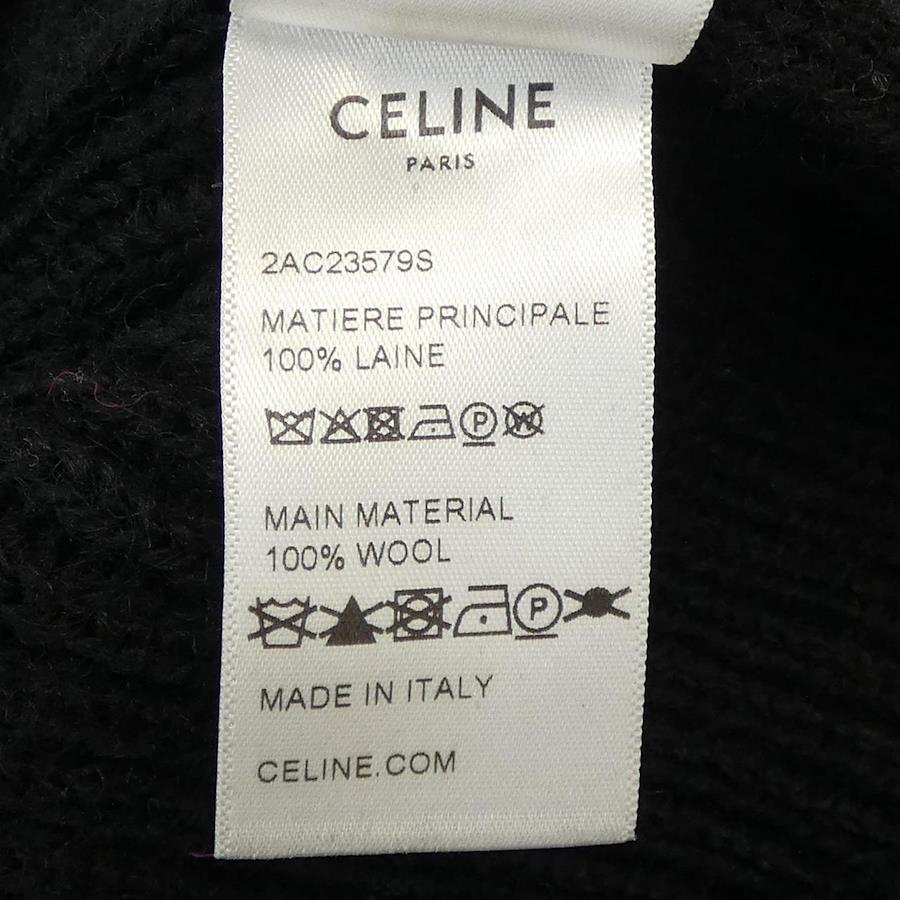 CELINE
PARIS
2AC23579S
MATIERE PRINCIPALE
100% LAINE
P W
MAIN MATERIAL
100% WOOL
P
MADE IN ITALY
CELINE.COM